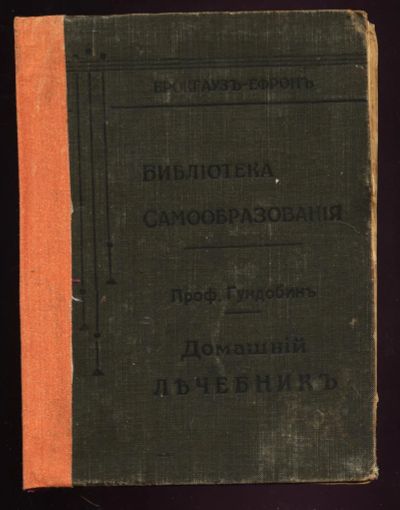 БРОКГАУЗЪ-ЕФРОНЪ
БИБЛІОТЕКА
САМООБРАЗОВАНІЯ
Проф. Гундобинъ
Домашній
ЛѢЧЕБНИКЪ